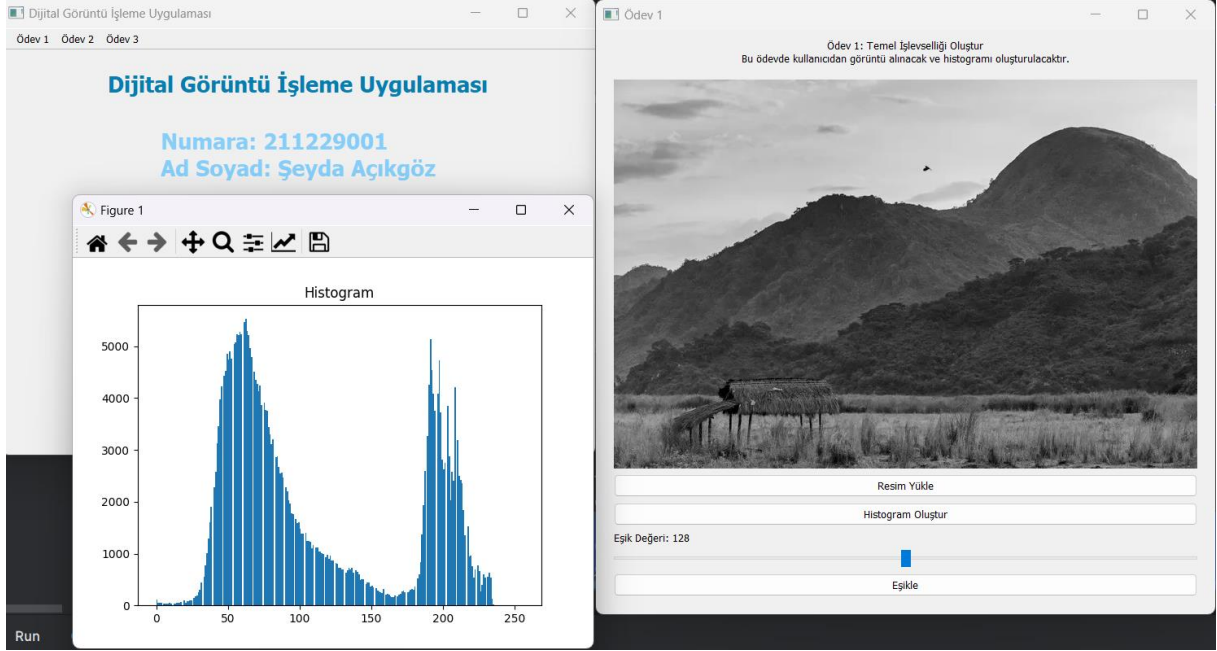 Dijital Görüntü İşleme Uygulaması
Ödev 1 Ödev 2 Ödev 3
Dijital Görüntü İşleme Uygulaması
Numara: 211229001
Ad Soyad: Şeyda Açıkgöz
Figure 1
Histogram
5000
4000
3000
2000
1000
0
0 50 100 150 200 250
Run
Ödev 1
Ödev 1: Temel İşlevselliği Oluştur
Bu ödevde kullanıcıdan görüntü alınacak ve histogramı oluşturulacaktır.
Resim Yükle
Histogram Oluştur
Eşik Değeri: 128
Eşikle